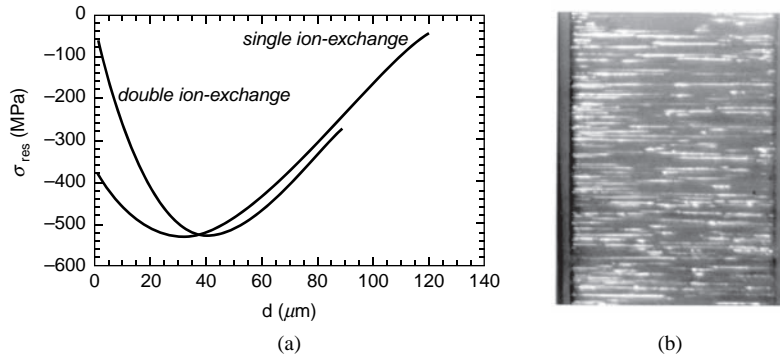 –0
–100
–200
–300
–400
–500
–600
σ res (MPa)
single ion-exchange
double ion-exchange
0 20 40 60 80 100 120 140
d (μm)
(a) (b)